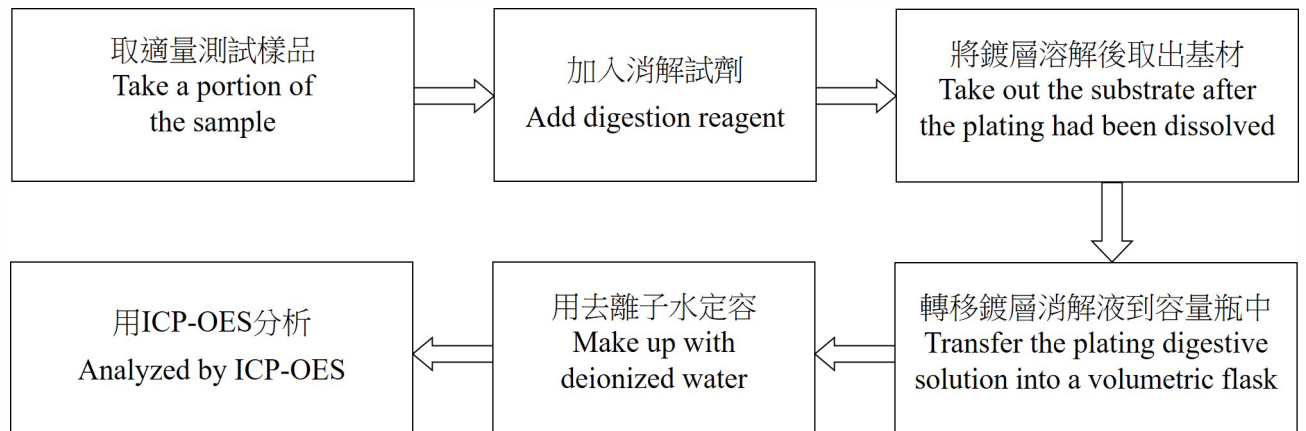 取適量測試樣品
Take a portion of
the sample
加入消解試劑
Add digestion reagent
將鍍層溶解後取出基材
Take out the substrate after
the plating had been dissolved
轉移鍍層消解液到容量瓶中
Transfer the plating digestive
solution into a volumetric flask
用去離子水定容
Make up with
deionized water
用ICP-OES分析
Analyzed by ICP-OES